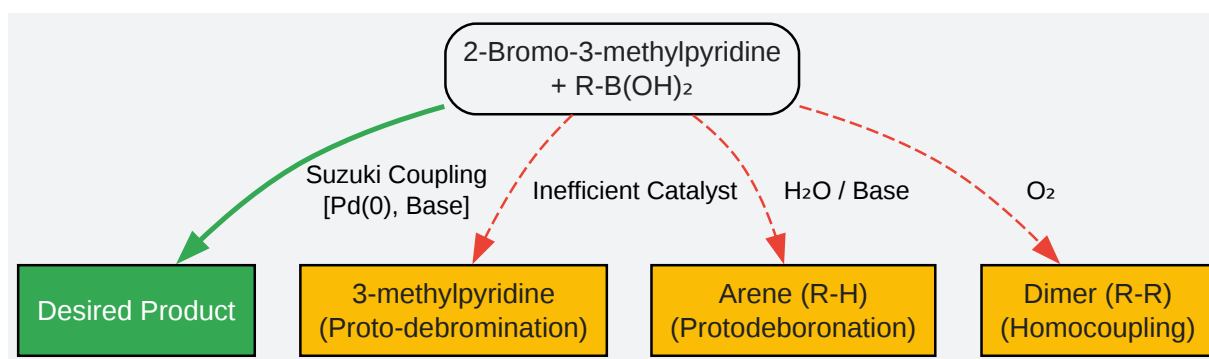 2-Bromo-3-methylpyridine
+ R-B(OH)₂
Suzuki Coupling
[Pd(0), Base]
Inefficient Catalyst
H₂O / Base
O₂
Desired Product
3-methylpyridine
(Proto-debromination)
Arene (R-H)
(Protodeboronation)
Dimer (R-R)
(Homocoupling)